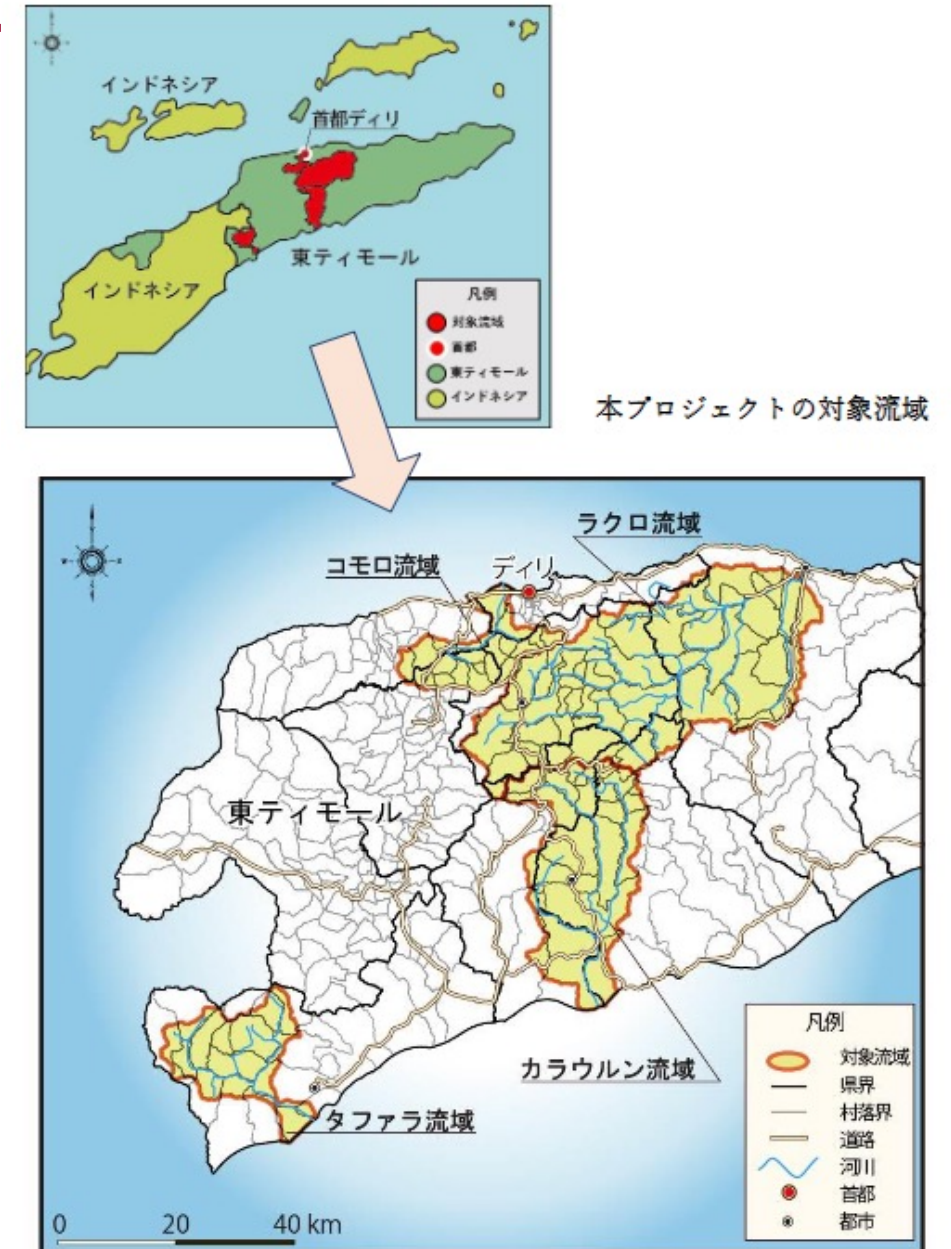 インドネシア
首都ディリ
東ティモール
インドネシア
凡例
対象流域
首都
東ティモール
インドネシア
本プロジェクトの対象流域
ラクロ流域
コモロ流域
ディリ
東ティモール
カラウルン流域
タファラ流域
凡例
対象流域
県界
村落界
道路
河川
首都
都市
0 20 40 km